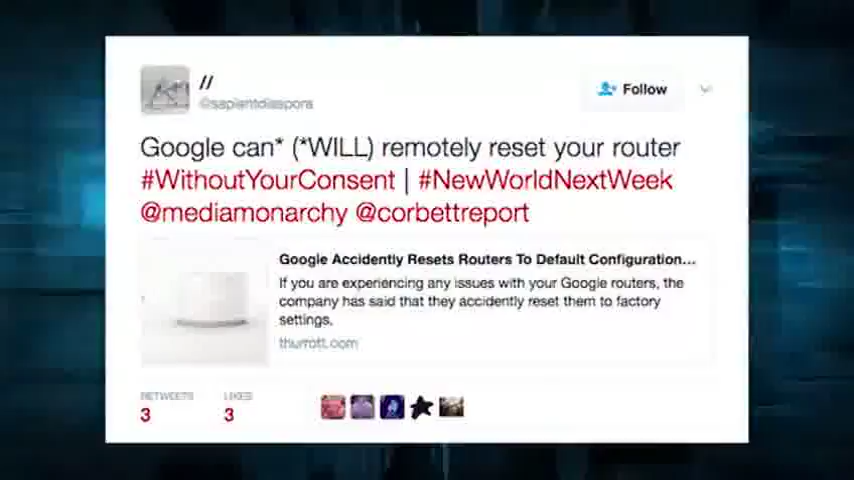 //
@sapientdiaspora
Follow
Google can* (*WILL) remotely reset your router
#WithoutYourConsent | #NewWorldNextWeek
@mediamonarchy @corbettreport
Google Accidently Resets Routers To Default Configuration...
If you are experiencing any issues with your Google routers, the
company has said that they accidently reset them to factory
settings.
thurrott.com
RETWEETS LIKES
3 3